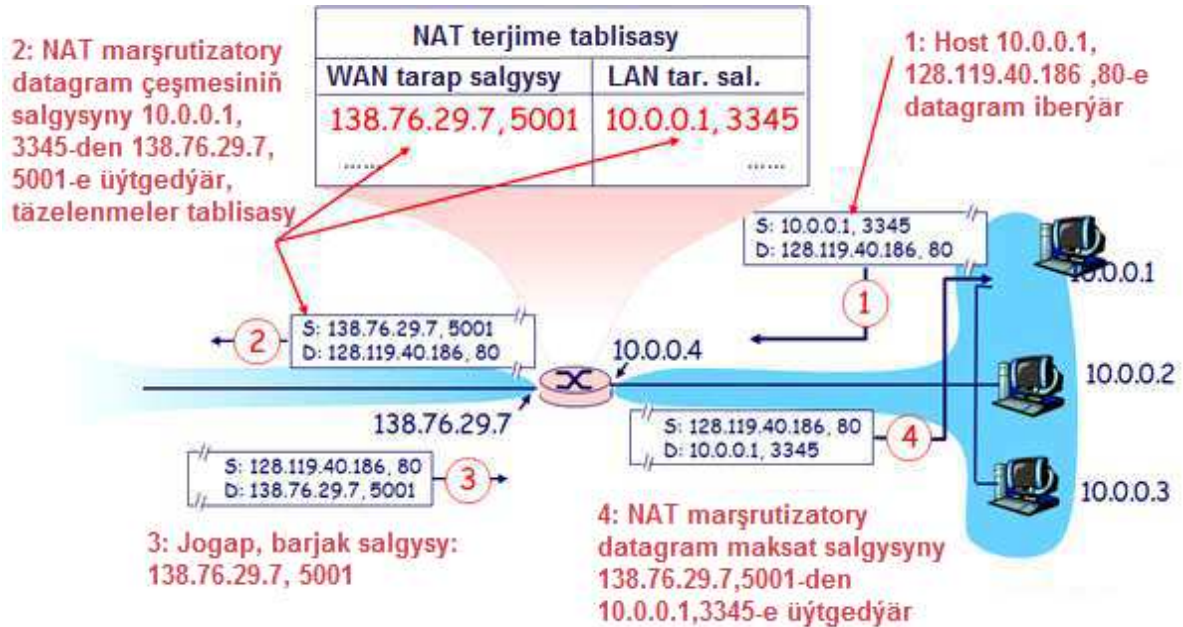 NAT terjime tablisasy
WAN tarap salgysy
LAN tar. sal.
138.76.29.7, 5001
10.0.0.1, 3345
......
......
2: NAT marşrutizatory
datagram çeşmesiniň
salgysyny 10.0.0.1,
3345-den 138.76.29.7,
5001-e üýtgedýär,
täzelenmeler tablisasy
1: Host 10.0.0.1,
128.119.40.186 ,80-e
datagram iberýär
S: 10.0.0.1, 3345
D: 128.119.40.186, 80
1
10.0.0.1
2
S: 138.76.29.7, 5001
D: 128.119.40.186, 80
10.0.0.4
10.0.0.2
138.76.29.7
S: 128.119.40.186, 80
D: 10.0.0.1, 3345
4
S: 128.119.40.186, 80
D: 138.76.29.7, 5001
3
10.0.0.3
3: Jogap, barjak salgysy:
138.76.29.7, 5001
4: NAT marşrutizatory
datagram maksat salgysyny
138.76.29.7,5001-den
10.0.0.1,3345-e üýtgedýär